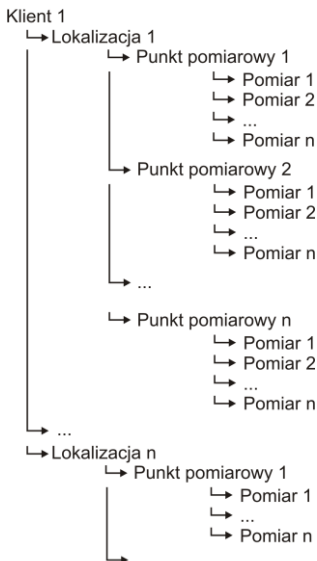 Klient 1
Lokalizacja 1
Punkt pomiarowy 1
Pomiar 1
Pomiar 2
...
Pomiar n
Punkt pomiarowy 2
Pomiar 1
Pomiar 2
...
Pomiar n
...
Punkt pomiarowy n
Pomiar 1
Pomiar 2
...
Pomiar n
...
Lokalizacja n
Punkt pomiarowy 1
Pomiar 1
...
Pomiar n